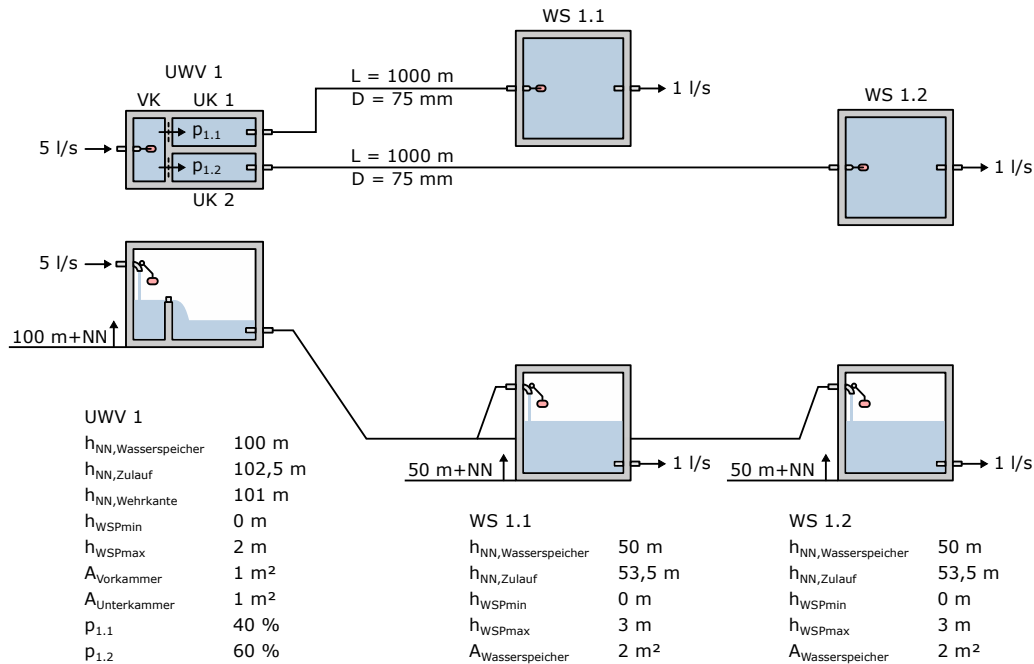 WS 1.1
UWV 1
VK UK 1
L = 1000 m
D = 75 mm
1 l/s
WS 1.2
p1.1
5 l/s
p1.2
L = 1000 m
D = 75 mm
1 l/s
UK 2
5 l/s
100 m+NN
50 m+NN
1 l/s
50 m+NN
1 l/s
UWV 1
hNN,Wasserspeicher 100 m
hNN,Zulauf 102,5 m
hNN,Wehrkante 101 m
hWSPmin 0 m
hWSPmax 2 m
AVorkammer 1 m²
AUnterkammer 1 m²
p1.1 40 %
p1.2 60 %
WS 1.1
hNN,Wasserspeicher 50 m
hNN,Zulauf 53,5 m
hWSPmin 0 m
hWSPmax 3 m
AWasserspeicher 2 m²
WS 1.2
hNN,Wasserspeicher 50 m
hNN,Zulauf 53,5 m
hWSPmin 0 m
hWSPmax 3 m
AWasserspeicher 2 m²